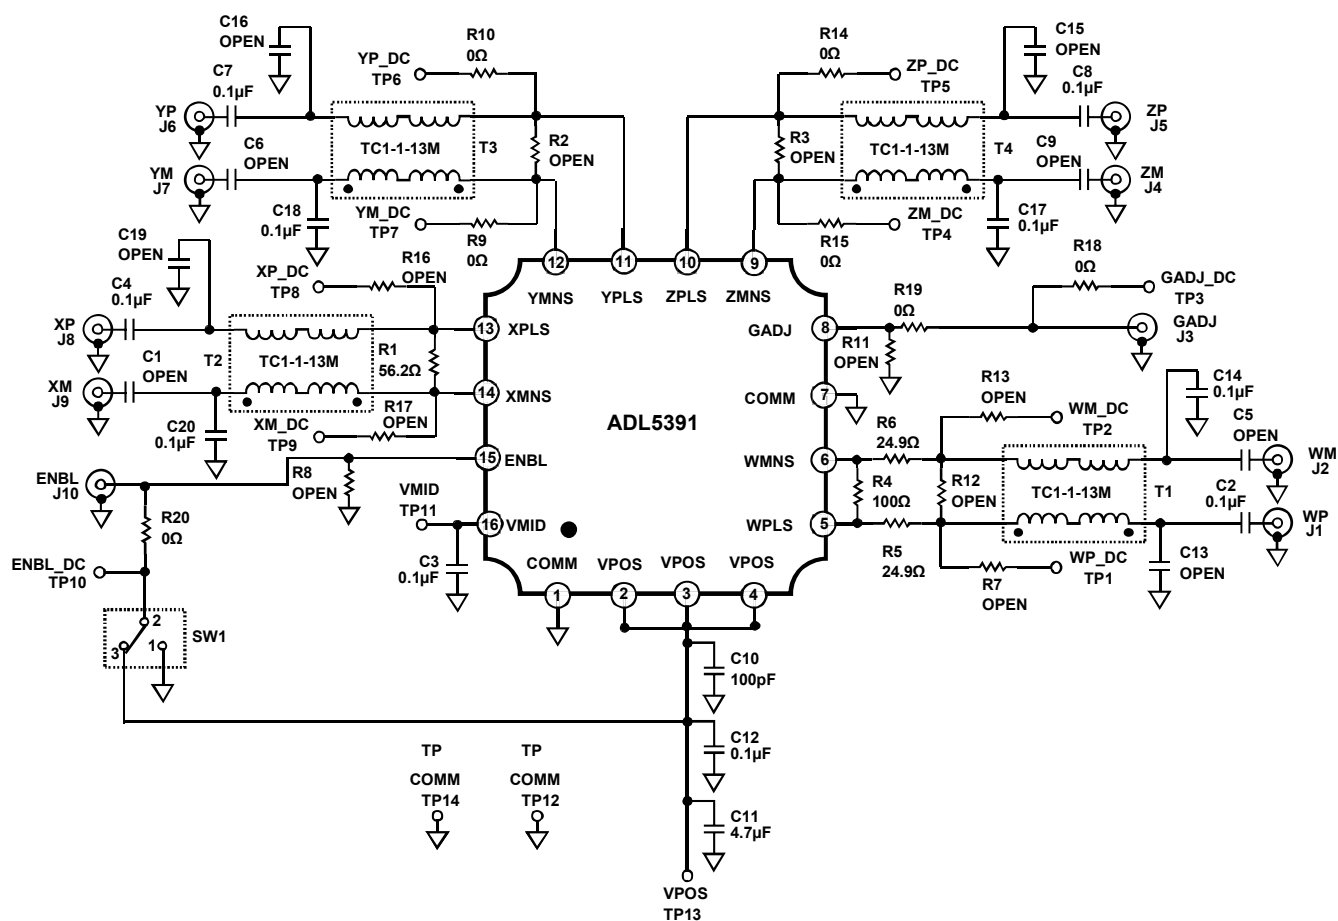 C16
OPEN
C7
0.1µF
YP
J6
C6
OPEN
YM
J7
C18
0.1µF
R10
0Ω
YP_DC
TP6
TC1-1-13M
T3
R2
OPEN
YM_DC
TP7
R9
0Ω
R14
0Ω
ZP_DC
TP5
R3
OPEN
TC1-1-13M
T4
C15
OPEN
C8
0.1µF
ZP
J5
C9
OPEN
ZM
J4
ZM_DC
TP4
R15
0Ω
C17
0.1µF
C19
OPEN
C4
0.1µF
XP
J8
C1
OPEN
XM
J9
C20
0.1µF
XP_DC
TP8
R16
OPEN
T2
TC1-1-13M
R1
56.2Ω
R17
OPEN
XM_DC
TP9
12
11
10
9
YMNS
YPLS
ZPLS
ZMNS
13
XPLS
14
XMNS
15
ENBL
16
VMID
ADL5391
GADJ
8
COMM
7
WMNS
6
WPLS
5
COMM
VPOS
VPOS
VPOS
1
2
3
4
R19
0Ω
R11
OPEN
R18
0Ω
GADJ_DC
TP3
GADJ
J3
R6
24.9Ω
R4
100Ω
R5
24.9Ω
R13
OPEN
WM_DC
TP2
R12
OPEN
TC1-1-13M
T1
WP_DC
TP1
R7
OPEN
C14
0.1µF
C5
OPEN
WM
J2
C2
0.1µF
WP
J1
C13
OPEN
ENBL
J10
R8
OPEN
R20
0Ω
ENBL_DC
TP10
VMID
TP11
C3
0.1µF
2
3
1
SW1
C10
100pF
C12
0.1µF
C11
4.7µF
TP
COMM
TP14
TP
COMM
TP12
VPOS
TP13